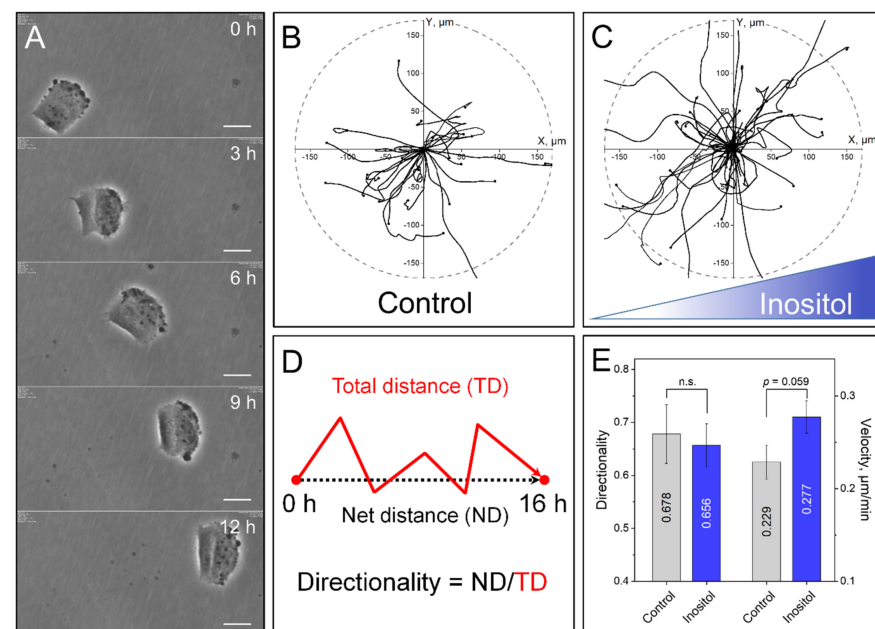 A
0 h
3 h
6 h
9 h
12 h
B
Y, μm
150
100
50
X, μm
-150
-100
-50
50
100
150
-50
-100
-150
Control
C
Y, μm
150
100
50
X, μm
-150
-100
-50
50
100
150
-50
-100
-150
Inositol
D
Total distance (TD)
0 h
16 h
Net distance (ND)
Directionality = ND/TD
E
0.8
0.7
0.6
0.5
0.4
Directionality
n.s.
p = 0.059
0.3
0.2
0.1
Velocity, μm/min
0.678
0.656
0.229
0.277
Control
Inositol
Control
Inositol